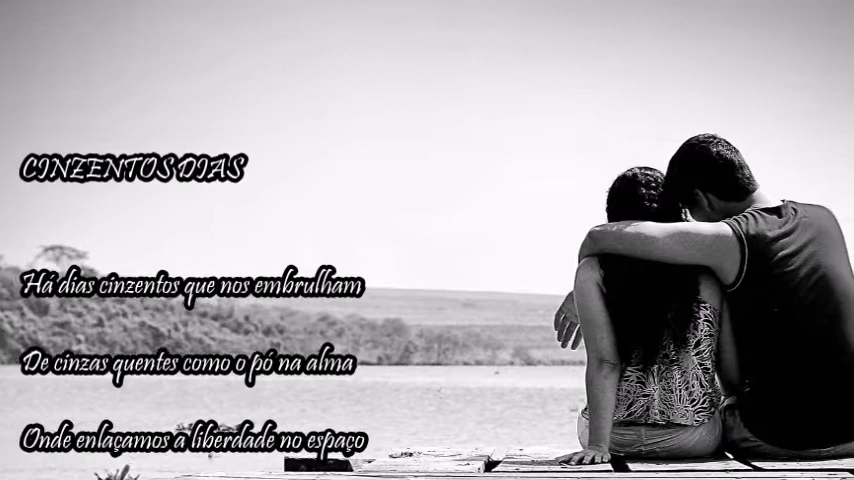 CINZENTOS DIAS
Há dias cinzentos que nos embrulham
De cinzas quentes como o pó na alma
Onde enlaçamos a liberdade no espaço